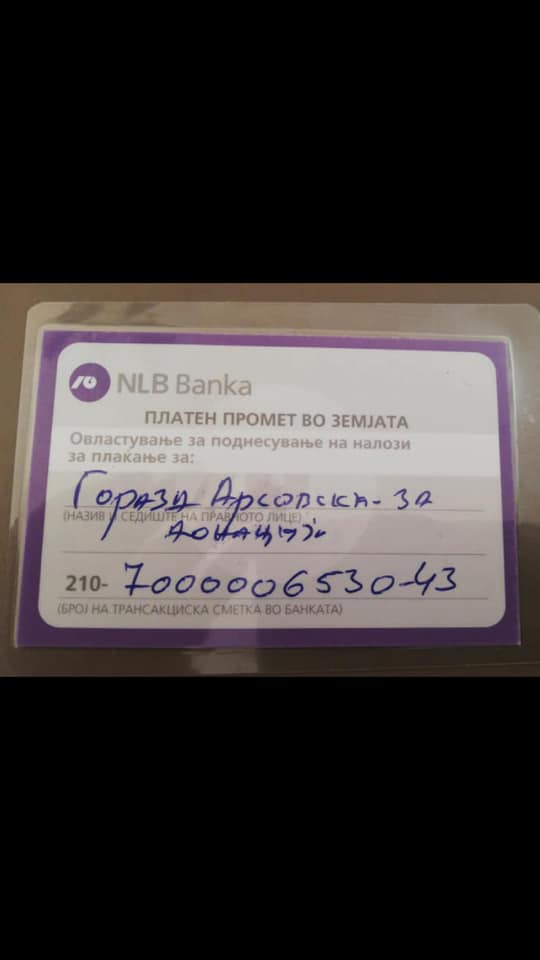 NLB Banka
ПЛАТЕН ПРОМЕТ ВО ЗЕМЈАТА
Овластување за поднесување на налози
за плаќање за:
Горазд Арсовски - за
(НАЗИВ И СЕДИШТЕ НА ПРАВНОТО ЛИЦЕ)
донации
210- 7000006530-43
(БРОЈ НА ТРАНСАКЦИСКА СМЕТКА ВО БАНКАТА)